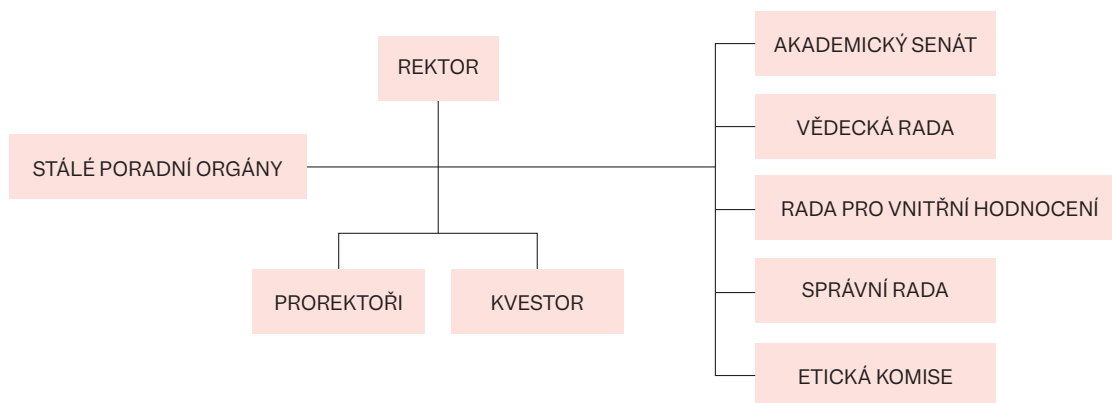 REKTOR
STÁLÉ PORADNÍ ORGÁNY
PROREKTOŘI
KVESTOR
AKADEMICKÝ SENÁT
VĚDECKÁ RADA
RADA PRO VNITŘNÍ HODNOCENÍ
SPRÁVNÍ RADA
ETICKÁ KOMISE